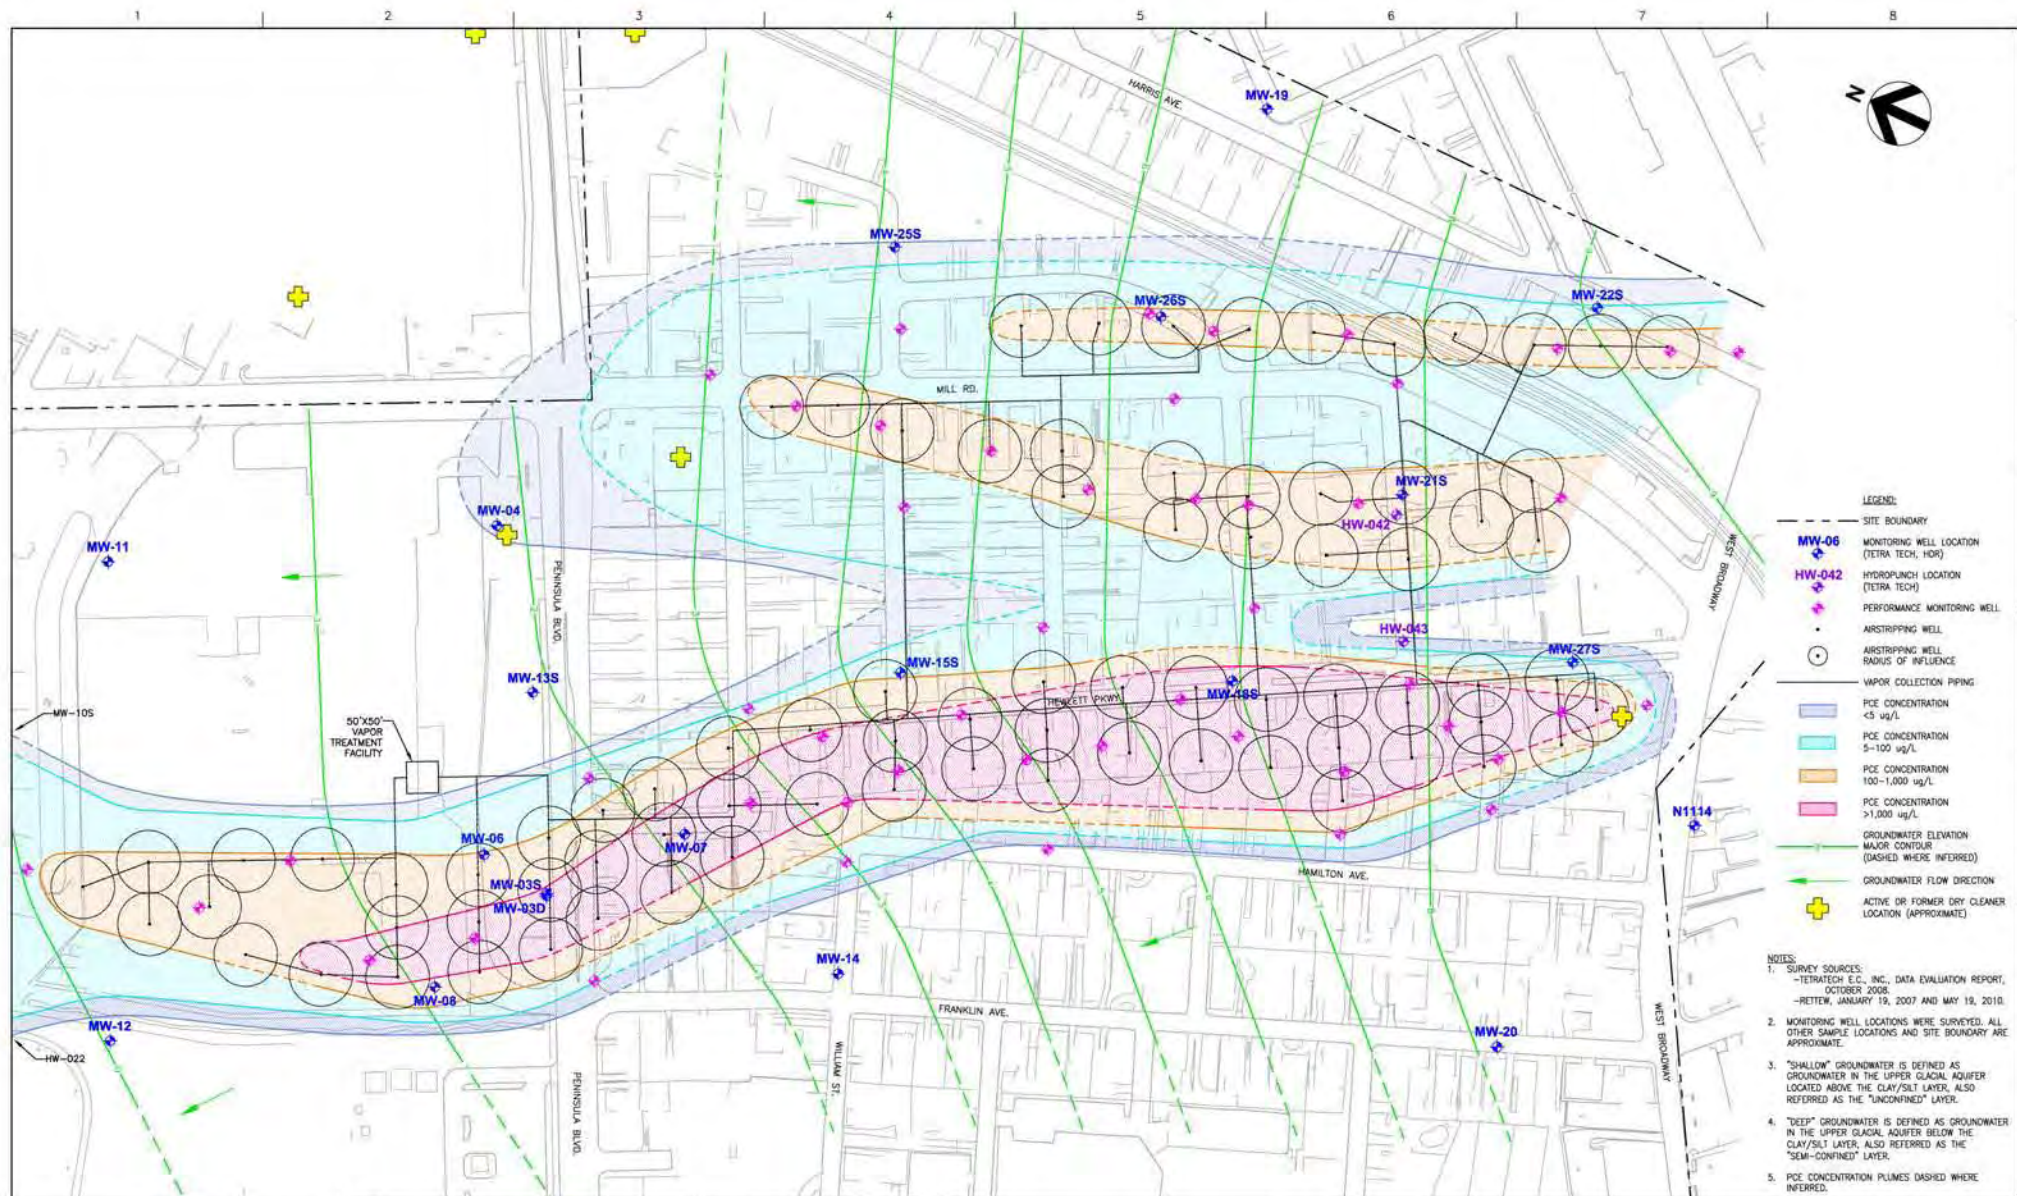 1 2 3 4 5 6 7 8
N
HARRIS AVE.
MW-19
MW-25S
MW-26S
MW-22S
MILL RD.
MW-04
MW-21S
HW-042
MW-11
PENINSULA BLVD.
WEST BROADWAY
HW-043
MW-27S
MW-15S
MW-13S
MW-18S
HEWLETT PKWY.
MW-10S
50'X50'
VAPOR
TREATMENT
FACILITY
N1114
MW-06
MW-07
MW-03S
MW-03D
HAMILTON AVE.
MW-14
MW-08
FRANKLIN AVE.
MW-12
MW-20
HW-022
WILLIAM ST.
PENINSULA BLVD.
WEST BROADWAY
LEGEND:
SITE BOUNDARY
MW-06 MONITORING WELL LOCATION
(TETRA TECH, HDR)
HW-042 HYDROPUNCH LOCATION
(TETRA TECH)
PERFORMANCE MONITORING WELL
AIRSTRIPPING WELL
AIRSTRIPPING WELL
RADIUS OF INFLUENCE
VAPOR COLLECTION PIPING
PCE CONCENTRATION
<5 ug/L
PCE CONCENTRATION
5-100 ug/L
PCE CONCENTRATION
100-1,000 ug/L
PCE CONCENTRATION
>1,000 ug/L
GROUNDWATER ELEVATION
MAJOR CONTOUR
(DASHED WHERE INFERRED)
GROUNDWATER FLOW DIRECTION
ACTIVE OR FORMER DRY CLEANER
LOCATION (APPROXIMATE)
NOTES:
1. SURVEY SOURCES:
-TETRATECH E.C., INC., DATA EVALUATION REPORT,
OCTOBER 2008.
-RETTEW, JANUARY 19, 2007 AND MAY 19, 2010.
2. MONITORING WELL LOCATIONS WERE SURVEYED. ALL
OTHER SAMPLE LOCATIONS AND SITE BOUNDARY ARE
APPROXIMATE.
3. "SHALLOW" GROUNDWATER IS DEFINED AS
GROUNDWATER IN THE UPPER GLACIAL AQUIFER
LOCATED ABOVE THE CLAY/SILT LAYER, ALSO
REFERRED AS THE "UNCONFINED" LAYER.
4. "DEEP" GROUNDWATER IS DEFINED AS GROUNDWATER
IN THE UPPER GLACIAL AQUIFER BELOW THE
CLAY/SILT LAYER, ALSO REFERRED AS THE
"SEMI-CONFINED" LAYER.
5. PCE CONCENTRATION PLUMES DASHED WHERE
INFERRED.